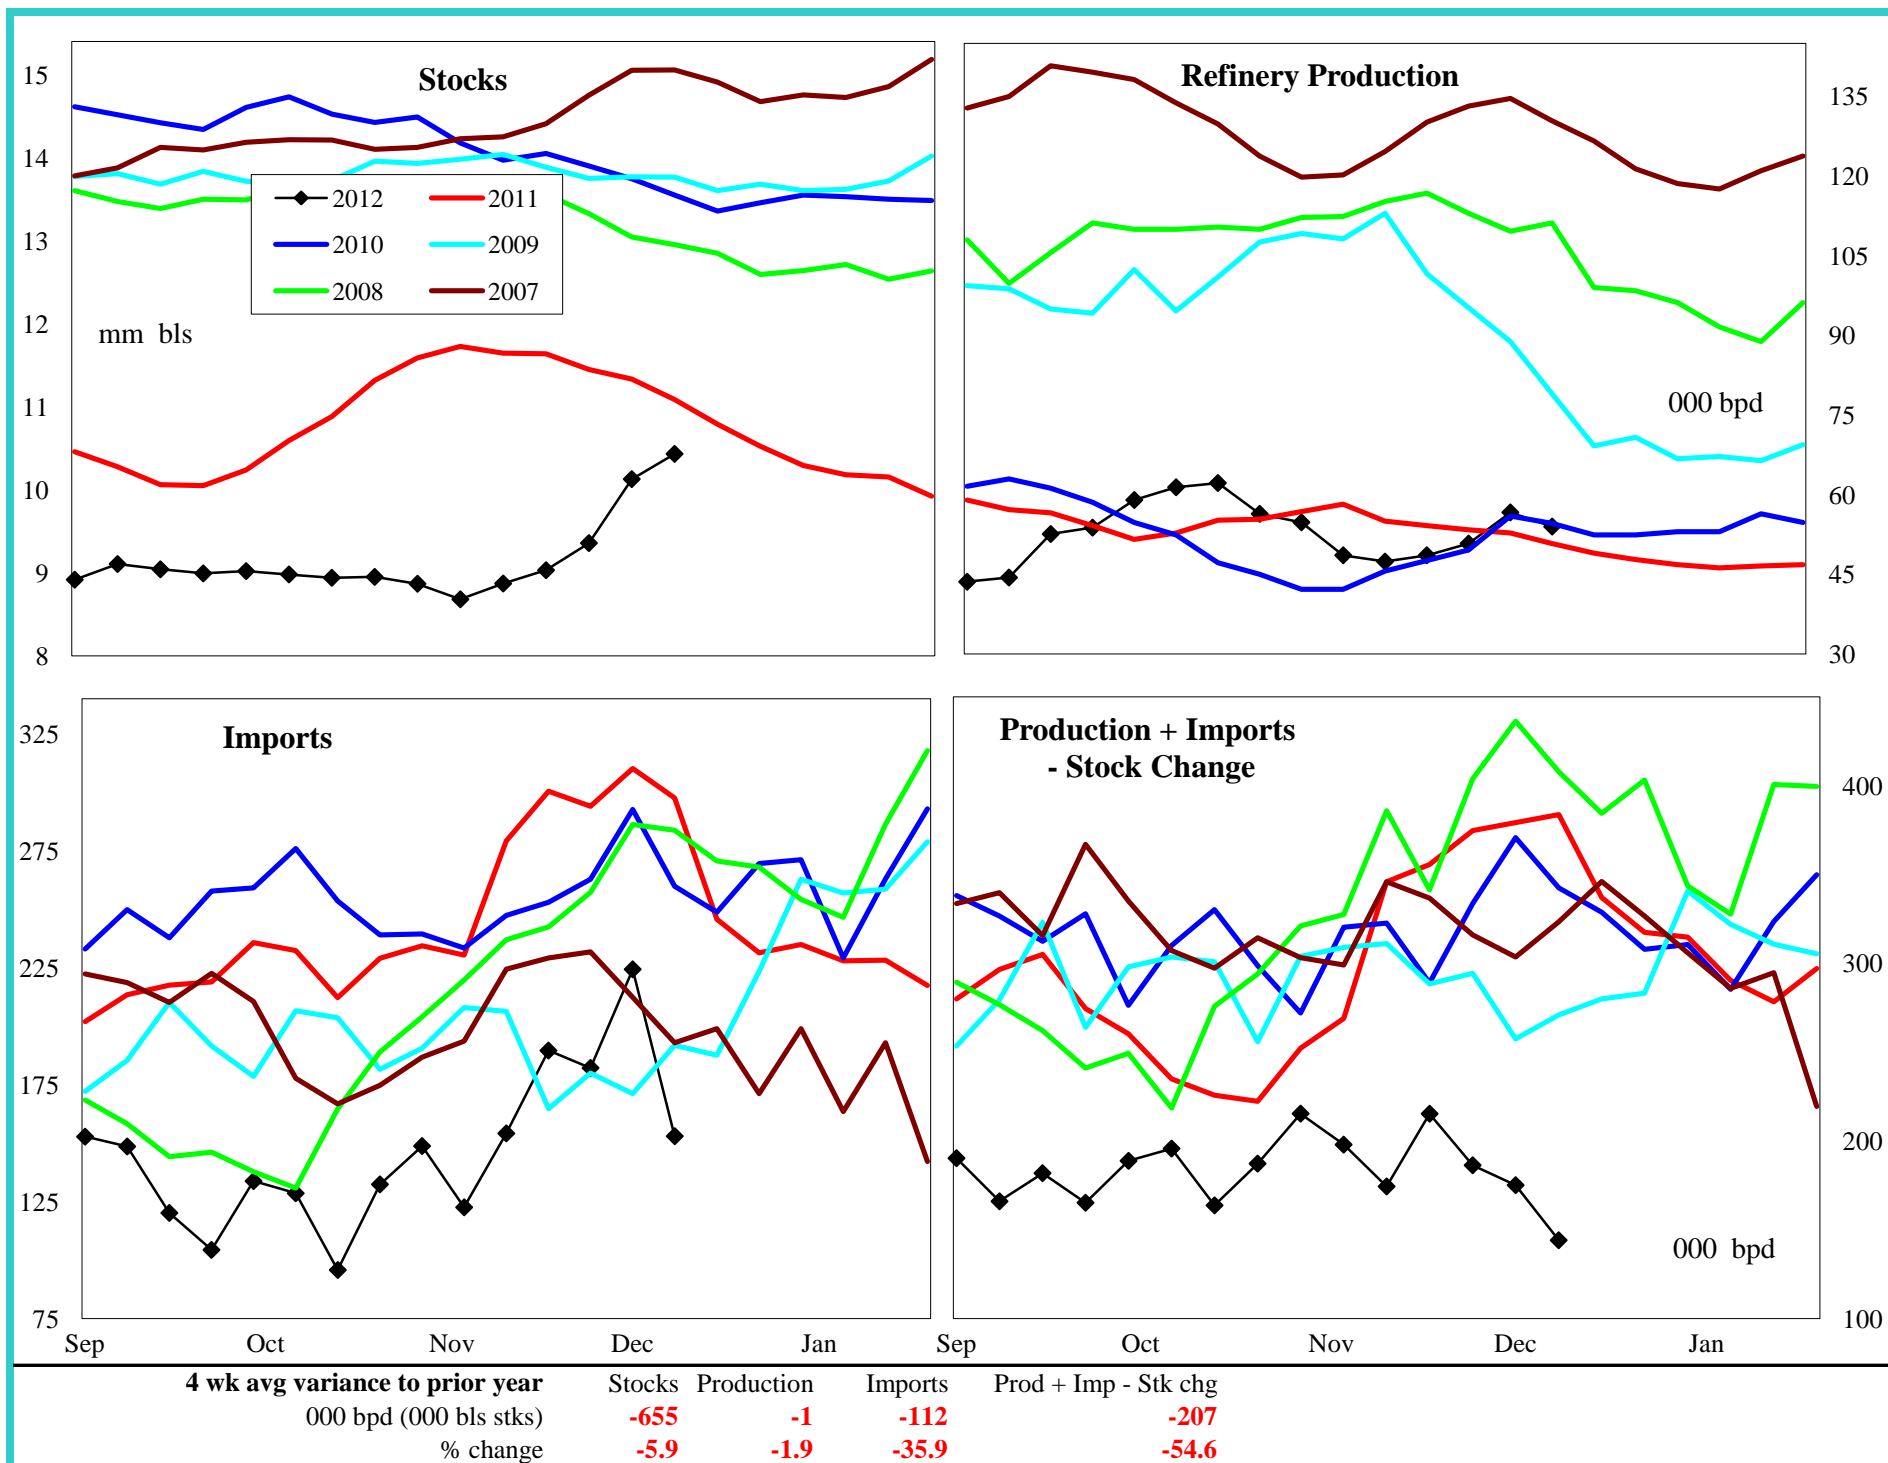 Stocks
15
14
13
12
11
10
9
8
2012 2011
2010 2009
2008 2007
mm bls
Refinery Production
135
120
105
90
75
60
45
30
000 bpd
Imports
325
275
225
175
125
75
Sep Oct Nov Dec Jan
Production + Imports
- Stock Change
400
300
200
100
000 bpd
Sep Oct Nov Dec Jan
4 wk avg variance to prior year Stocks Production Imports Prod + Imp - Stk chg
000 bpd (000 bls stks) -655 -1 -112 -207
% change -5.9 -1.9 -35.9 -54.6